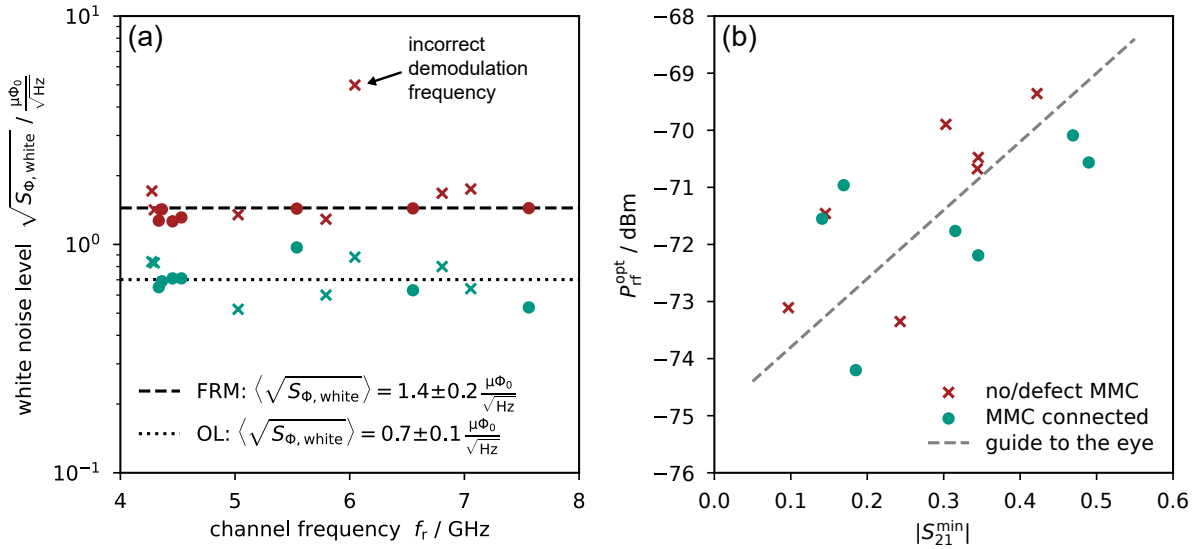 (a)
incorrect
demodulation
frequency
10¹
10⁰
10⁻¹
white noise level √S_Φ,white / μΦ₀/√Hz
FRM: ⟨√S_Φ,white⟩ = 1.4±0.2 μΦ₀/√Hz
OL: ⟨√S_Φ,white⟩ = 0.7±0.1 μΦ₀/√Hz
4 5 6 7 8
channel frequency f_r / GHz
(b)
−68
−69
−70
−71
−72
−73
−74
−75
−76
P_rf^opt / dBm
no/defect MMC
MMC connected
guide to the eye
0.0 0.1 0.2 0.3 0.4 0.5 0.6
|S_21^min|